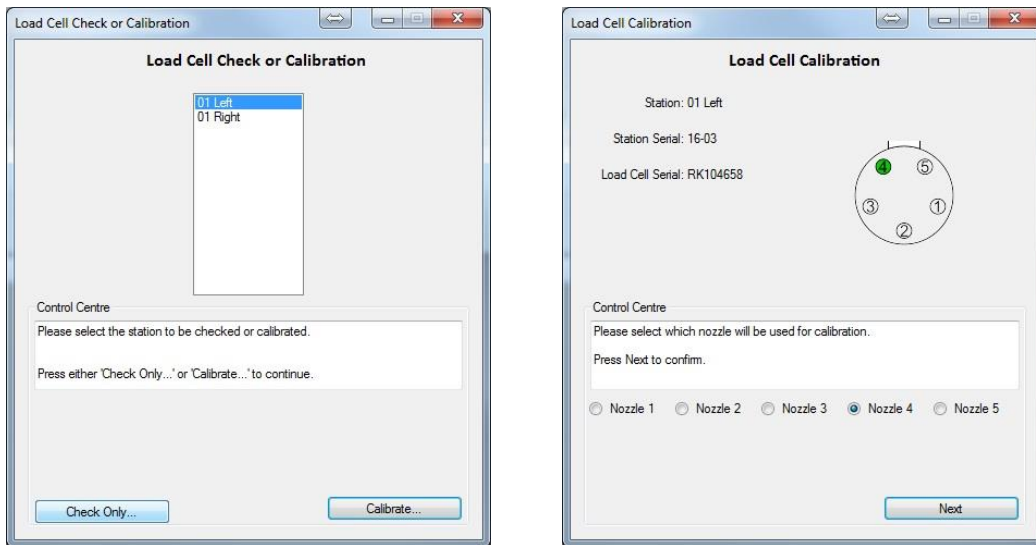 Load Cell Check or Calibration
Load Cell Check or Calibration
01 Left
01 Right
Control Centre
Please select the station to be checked or calibrated.
Press either 'Check Only...' or 'Calibrate...' to continue.
Check Only...
Calibrate...
Load Cell Calibration
Load Cell Calibration
Station: 01 Left
Station Serial: 16-03
Load Cell Serial: RK104658
4
5
3
1
2
Control Centre
Please select which nozzle will be used for calibration.
Press Next to confirm.
Nozzle 1 Nozzle 2 Nozzle 3 Nozzle 4 Nozzle 5
Next